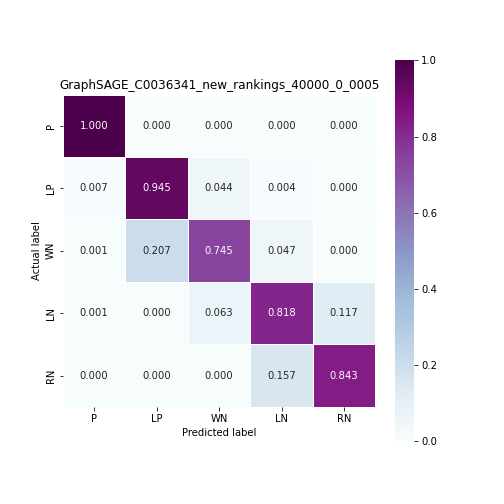 GraphSAGE_C0036341_new_rankings_40000_0_0005
1.0
P 1.000 0.000 0.000 0.000 0.000
0.8
LP 0.007 0.945 0.044 0.004 0.000
0.6
Actual label
WN 0.001 0.207 0.745 0.047 0.000
0.4
LN 0.001 0.000 0.063 0.818 0.117
0.2
RN 0.000 0.000 0.000 0.157 0.843
0.0
P LP WN LN RN
Predicted label